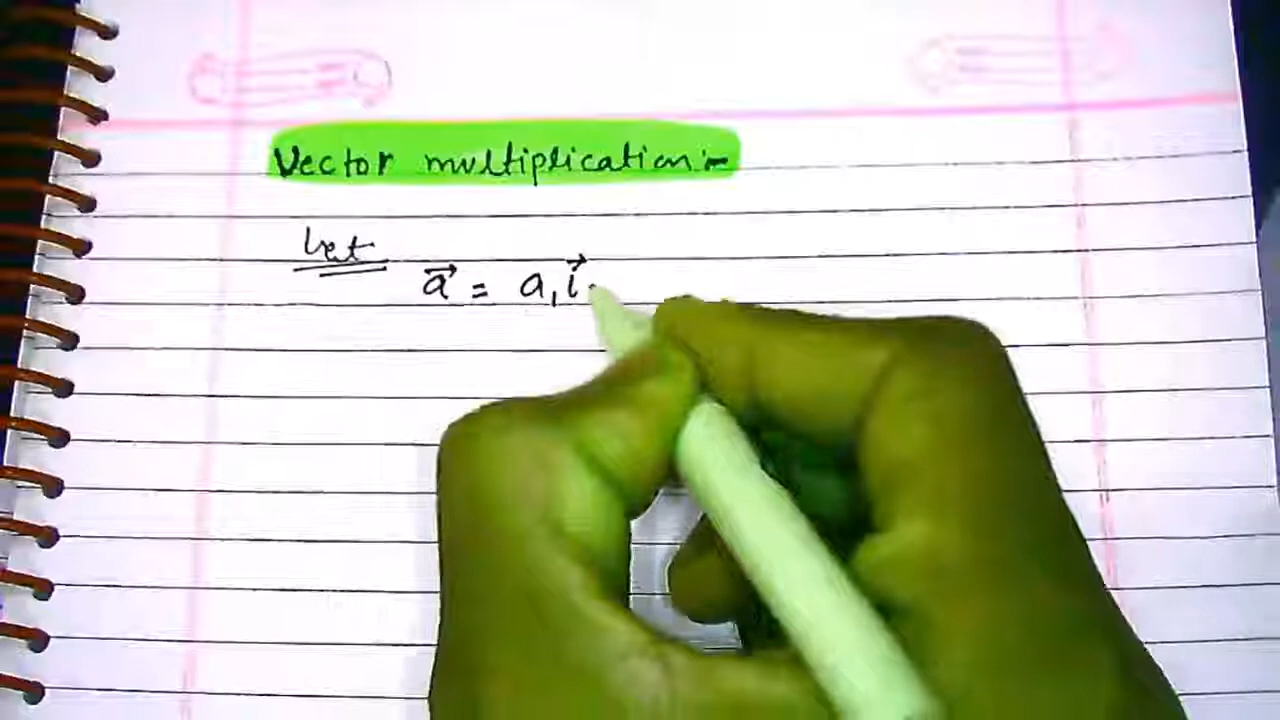 Vector multiplication:-
Let
a⃗ = a₁i⃗